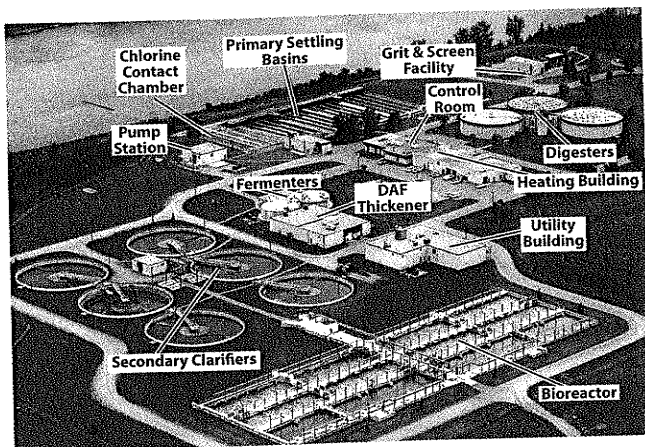 Primary Settling
Basins
Chlorine
Contact
Chamber
Grit & Screen
Facility
Control
Room
Pump
Station
Digesters
Heating Building
Fermenters
DAF
Thickener
Utility
Building
Secondary Clarifiers
Bioreactor